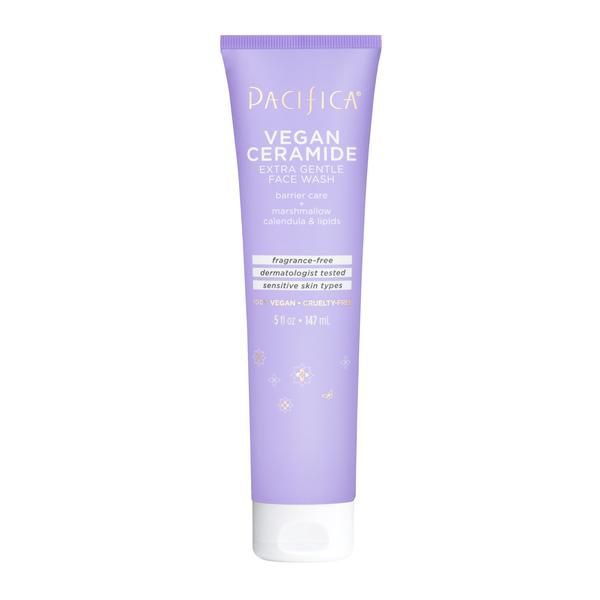 PACIFICA®
VEGAN
CERAMIDE
EXTRA GENTLE
FACE WASH
barrier care
+
marshmallow
calendula & lipids
fragrance-free
dermatologist tested
sensitive skin types
VEGAN • CRUELTY-FREE
5 fl oz • 147 mL